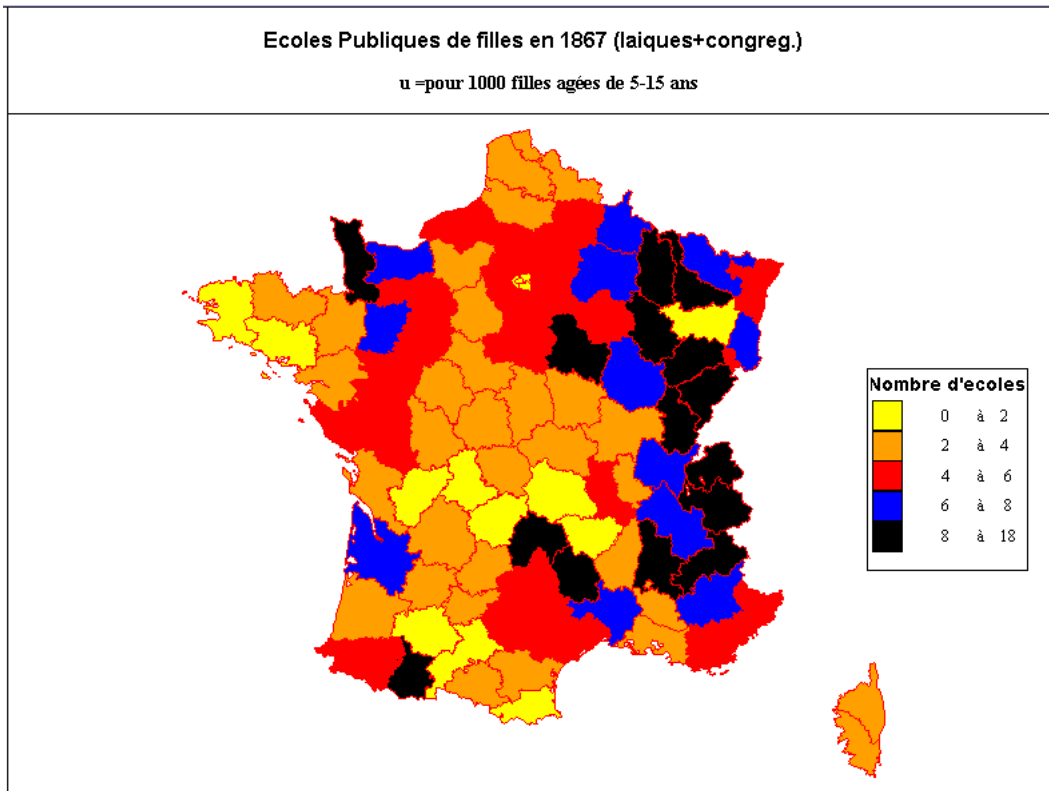 Ecoles Publiques de filles en 1867 (laiques+congreg.)
u =pour 1000 filles agées de 5-15 ans
Nombre d'ecoles
0 à 2
2 à 4
4 à 6
6 à 8
8 à 18